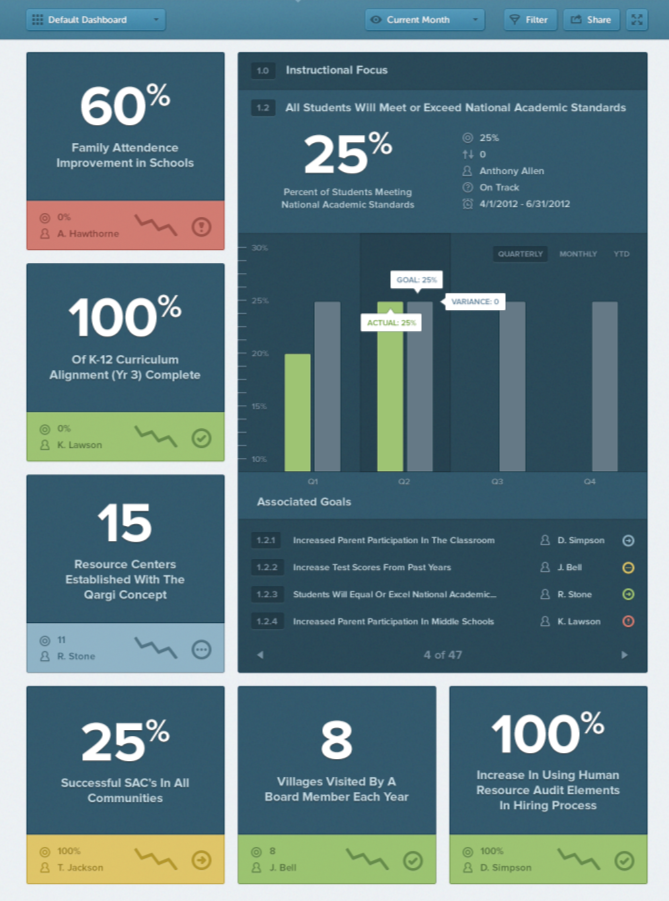 Default Dashboard
Current Month
Filter
Share
60%
Family Attendence
Improvement in Schools
0%
A. Hawthorne
100%
Of K-12 Curriculum
Alignment (Yr 3) Complete
0%
K. Lawson
15
Resource Centers
Established With The
Qargi Concept
11
R. Stone
1.0 Instructional Focus
1.2 All Students Will Meet or Exceed National Academic Standards
25%
Percent of Students Meeting
National Academic Standards
25%
0
Anthony Allen
On Track
4/1/2012 - 6/31/2012
QUARTERLY MONTHLY YTD
30%
25%
20%
15%
10%
GOAL: 25%
VARIANCE: 0
ACTUAL: 25%
Q1 Q2 Q3 Q4
Associated Goals
1.2.1 Increased Parent Participation In The Classroom D. Simpson
1.2.2 Increase Test Scores From Past Years J. Bell
1.2.3 Students Will Equal Or Excel National Academic... R. Stone
1.2.4 Increased Parent Participation In Middle Schools K. Lawson
4 of 47
25%
Successful SAC's In All
Communities
100%
T. Jackson
8
Villages Visited By A
Board Member Each Year
8
J. Bell
100%
Increase In Using Human
Resource Audit Elements
In Hiring Process
100%
D. Simpson